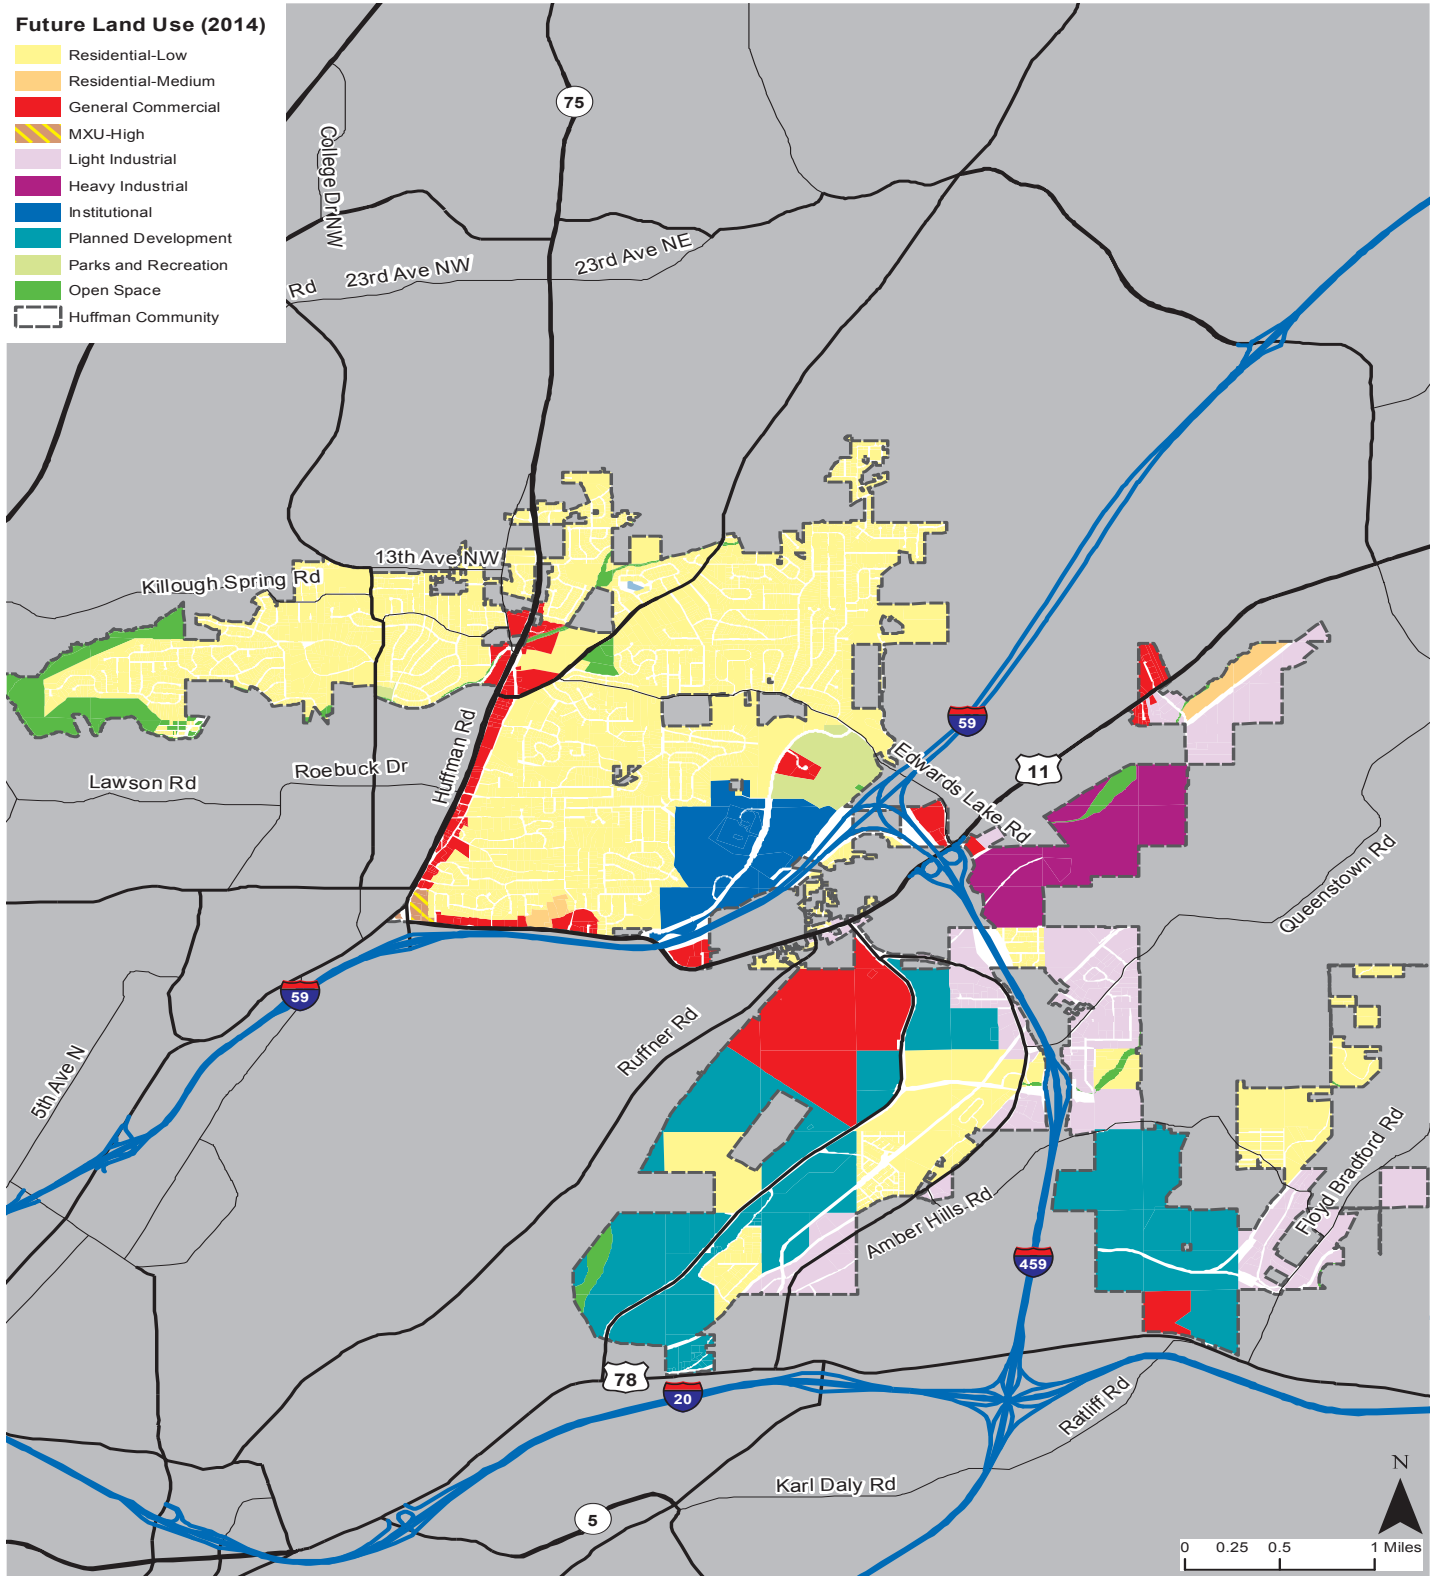 Future Land Use (2014)
Residential-Low
Residential-Medium
General Commercial
MXU-High
Light Industrial
Heavy Industrial
Institutional
Planned Development
Parks and Recreation
Open Space
Huffman Community
75
College Dr NW
23rd Ave NW
23rd Ave NE
Rd
13th Ave NW
Killough Spring Rd
59
Edwards Lake Rd
11
Lawson Rd
Roebuck Dr
Huffman Rd
Queenstown Rd
59
Ruffner Rd
5th Ave N
Floyd Bradford Rd
Amber Hills Rd
459
78
20
Ratliff Rd
Karl Daly Rd
5
N
0 0.25 0.5 1 Miles